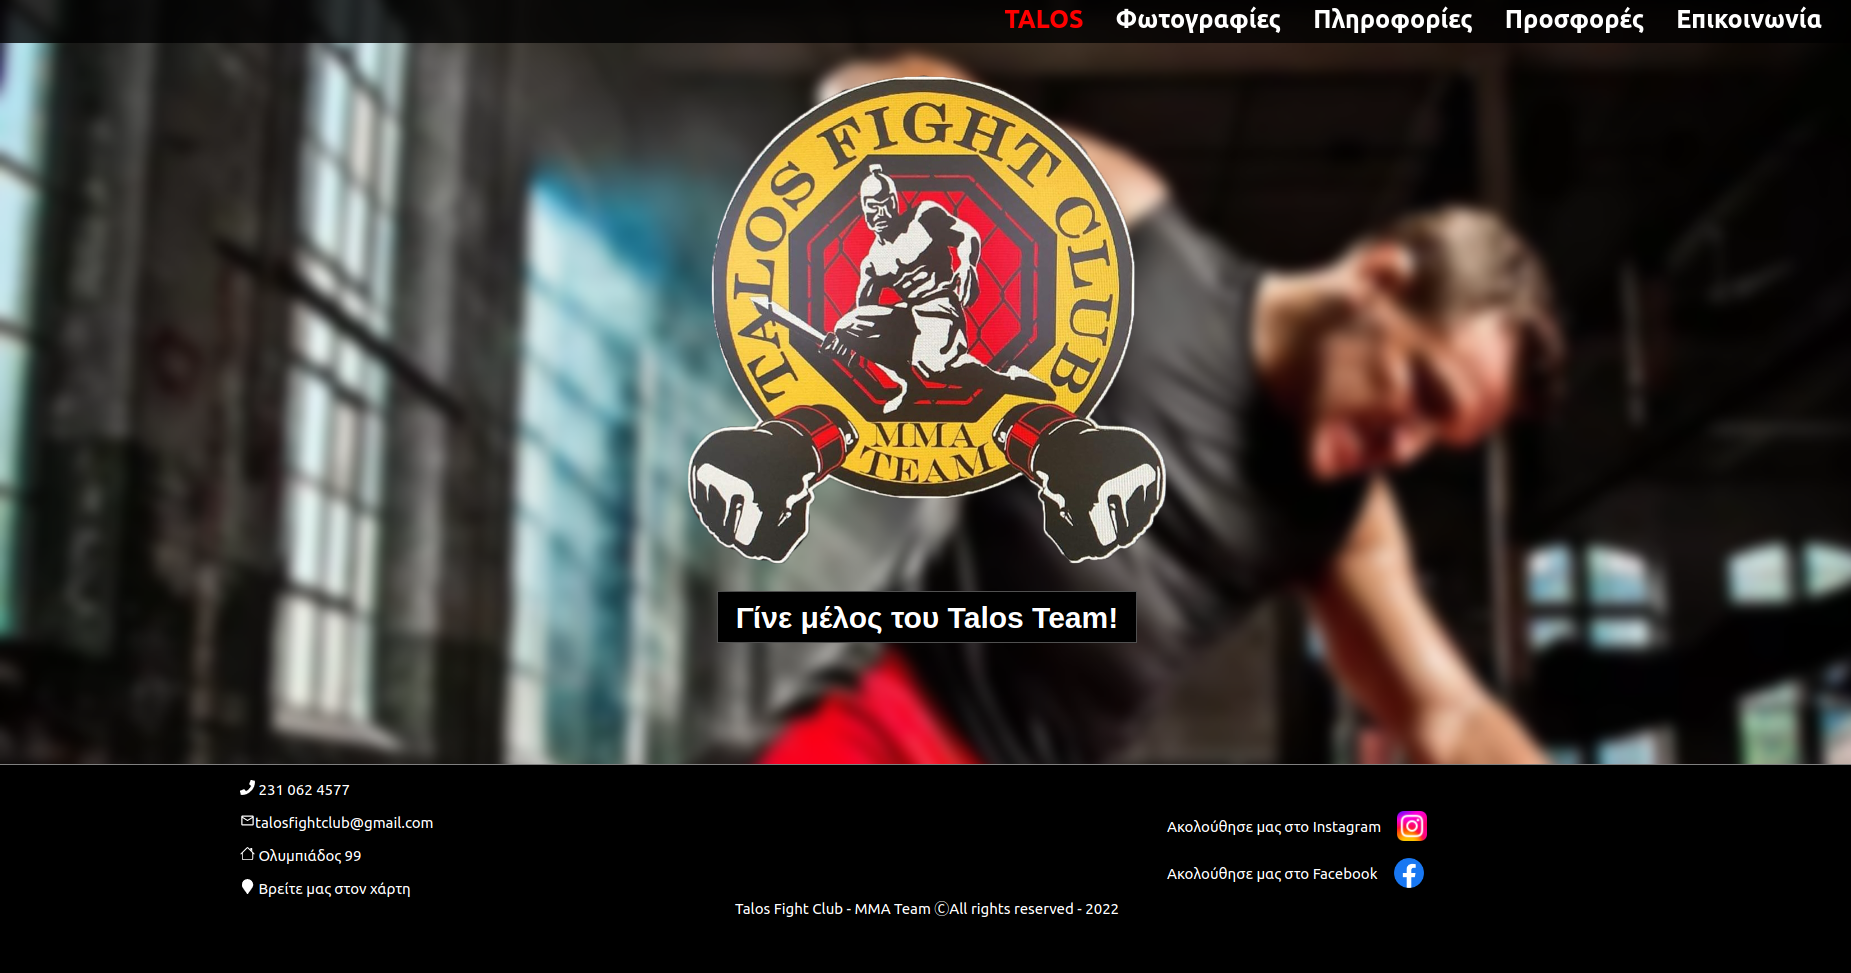 TALOS Φωτογραφίες Πληροφορίες Προσφορές Επικοινωνία
TALOS FIGHT CLUB
MMA
TEAM
Γίνε μέλος του Talos Team!
231 062 4577
talosfightclub@gmail.com
Ολυμπιάδος 99
Βρείτε μας στον χάρτη
Ακολούθησε μας στο Instagram
Ακολούθησε μας στο Facebook
Talos Fight Club - MMA Team ⒸAll rights reserved - 2022